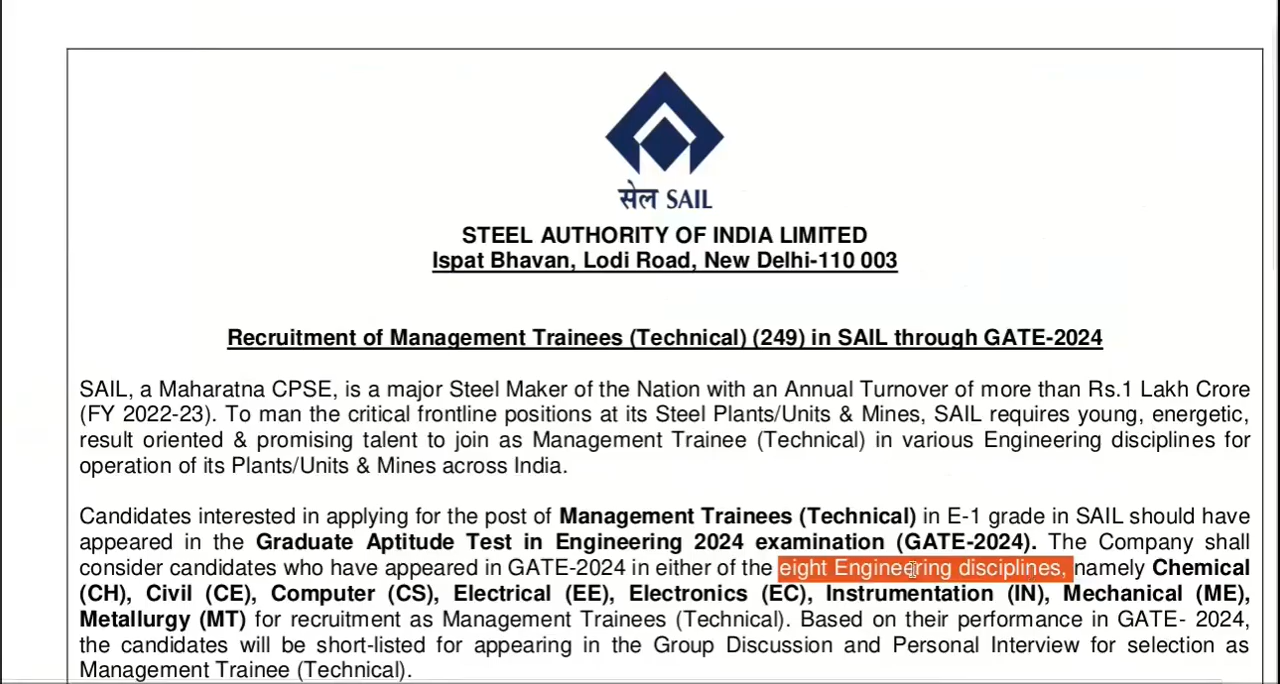 सेल SAIL
STEEL AUTHORITY OF INDIA LIMITED
Ispat Bhavan, Lodi Road, New Delhi-110 003
Recruitment of Management Trainees (Technical) (249) in SAIL through GATE-2024
SAIL, a Maharatna CPSE, is a major Steel Maker of the Nation with an Annual Turnover of more than Rs.1 Lakh Crore
(FY 2022-23). To man the critical frontline positions at its Steel Plants/Units & Mines, SAIL requires young, energetic,
result oriented & promising talent to join as Management Trainee (Technical) in various Engineering disciplines for
operation of its Plants/Units & Mines across India.
Candidates interested in applying for the post of Management Trainees (Technical) in E-1 grade in SAIL should have
appeared in the Graduate Aptitude Test in Engineering 2024 examination (GATE-2024). The Company shall
consider candidates who have appeared in GATE-2024 in either of the eight Engineering disciplines, namely Chemical
(CH), Civil (CE), Computer (CS), Electrical (EE), Electronics (EC), Instrumentation (IN), Mechanical (ME),
Metallurgy (MT) for recruitment as Management Trainees (Technical). Based on their performance in GATE- 2024,
the candidates will be short-listed for appearing in the Group Discussion and Personal Interview for selection as
Management Trainee (Technical).